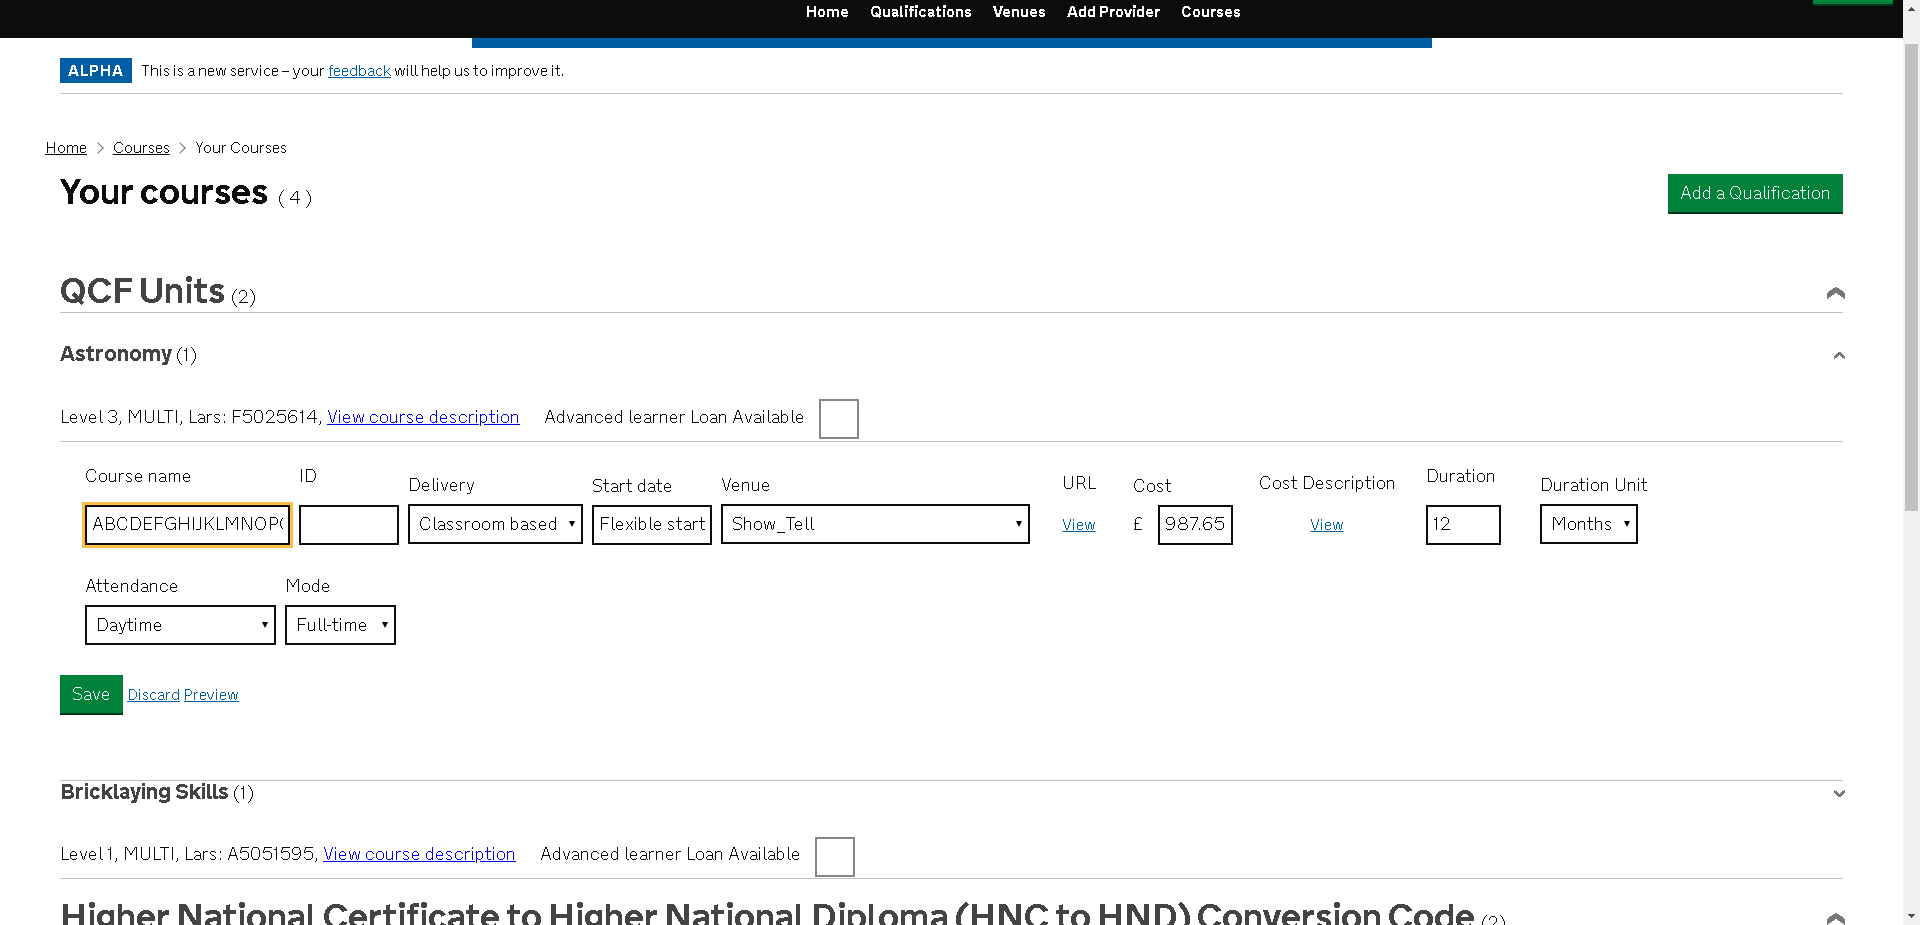 Home Qualifications Venues Add Provider Courses
ALPHA This is a new service – your feedback will help us to improve it.
Home > Courses > Your Courses
Your courses ( 4 )
Add a Qualification
QCF Units (2)
Astronomy (1)
Level 3, MULTI, Lars: F5025614, View course description Advanced learner Loan Available
Course name ID Delivery Start date Venue URL Cost Cost Description Duration Duration Unit
ABCDEFGHIJKLMNOP Classroom based Flexible start Show_Tell View £ 987.65 View 12 Months
Attendance Mode
Daytime Full-time
Save Discard Preview
Bricklaying Skills (1)
Level 1, MULTI, Lars: A5051595, View course description Advanced learner Loan Available
Higher National Certificate to Higher National Diploma (HNC to HND) Conversion Code (2)